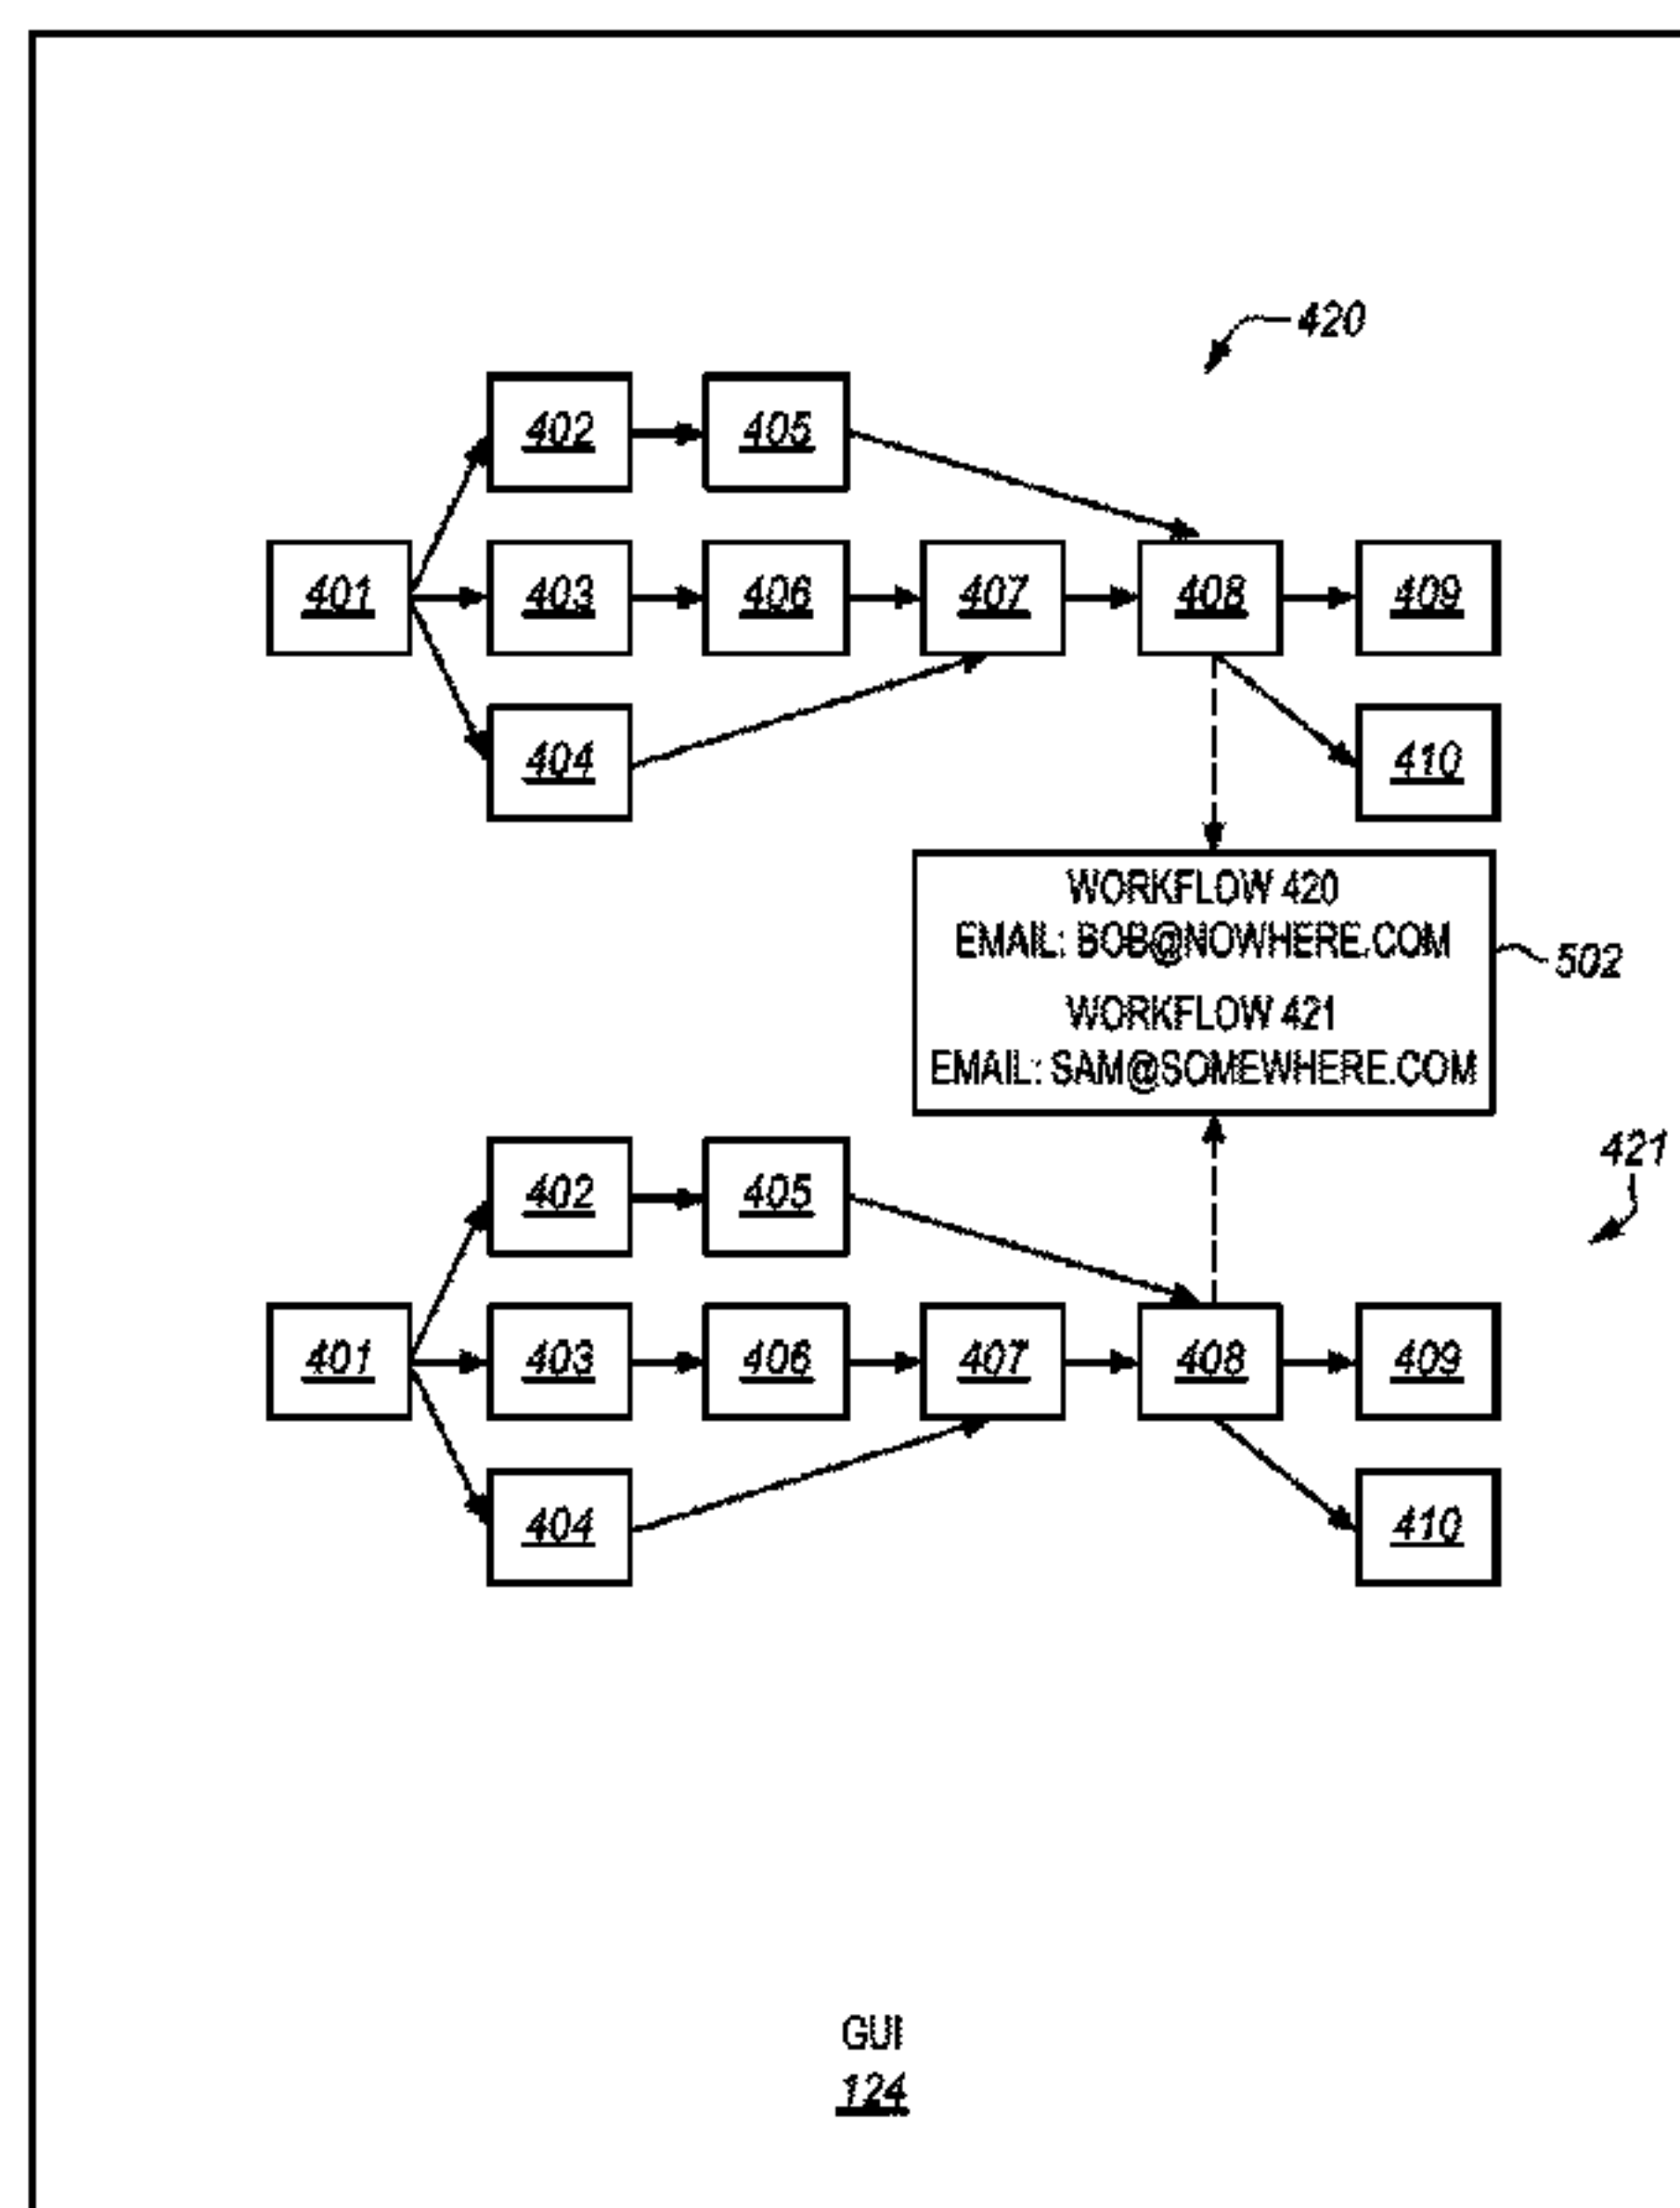 420
402 405
401 403 406 407 408 409
404 410
WORKFLOW 420
EMAIL: BOB@NOWHERE.COM
WORKFLOW 421
EMAIL: SAM@SOMEWHERE.COM
502
421
402 405
401 403 406 407 408 409
404 410
GUI
124